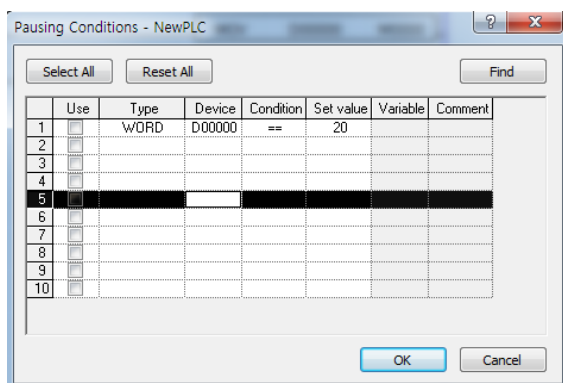 Pausing Conditions - NewPLC
Select All Reset All Find
Use Type Device Condition Set value Variable Comment
1 WORD D00000 == 20
2
3
4
5
6
7
8
9
10
OK Cancel